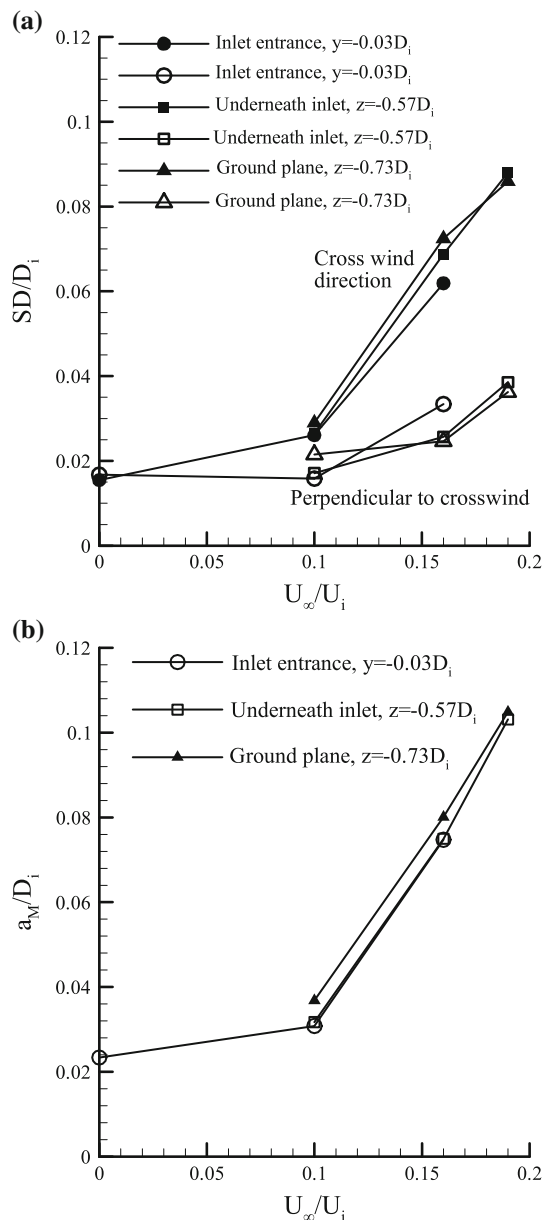 (a)
0.12
0.1
0.08
0.06
0.04
0.02
0
SD/D_i
Inlet entrance, y=-0.03D_i
Inlet entrance, y=-0.03D_i
Underneath inlet, z=-0.57D_i
Underneath inlet, z=-0.57D_i
Ground plane, z=-0.73D_i
Ground plane, z=-0.73D_i
Cross wind
direction
Perpendicular to crosswind
0 0.05 0.1 0.15 0.2
U_∞/U_i
(b)
0.12
0.1
0.08
0.06
0.04
0.02
0
a_M/D_i
Inlet entrance, y=-0.03D_i
Underneath inlet, z=-0.57D_i
Ground plane, z=-0.73D_i
0 0.05 0.1 0.15 0.2
U_∞/U_i